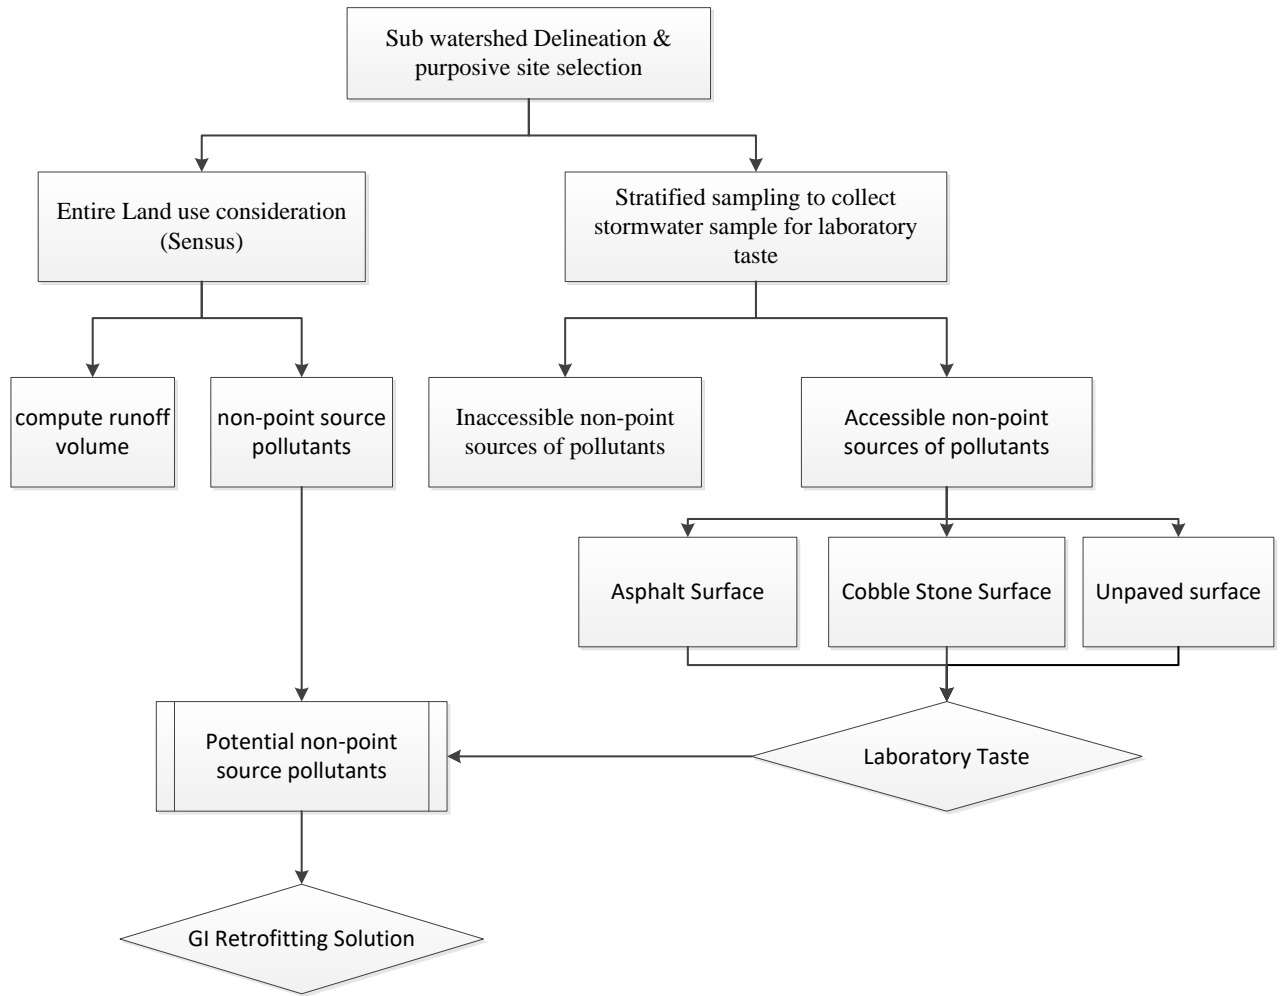 Sub watershed Delineation &
purposive site selection
Entire Land use consideration
(Sensus)
Stratified sampling to collect
stormwater sample for laboratory
taste
compute runoff
volume
non-point source
pollutants
Inaccessible non-point
sources of pollutants
Accessible non-point
sources of pollutants
Asphalt Surface
Cobble Stone Surface
Unpaved surface
Potential non-point
source pollutants
Laboratory Taste
GI Retrofitting Solution